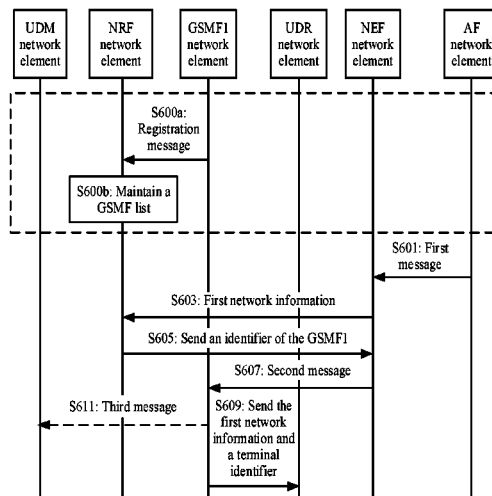 UDM
network
element
NRF
network
element
GSMF1
network
element
UDR
network
element
NEF
network
element
AF
network
element
S600a:
Registration
message
S600b: Maintain a
GSMF list
S601: First
message
S603: First network information
S605: Send an identifier of the GSMF1
S607: Second message
S611: Third message
S609: Send the
first network
information and
a terminal
identifier